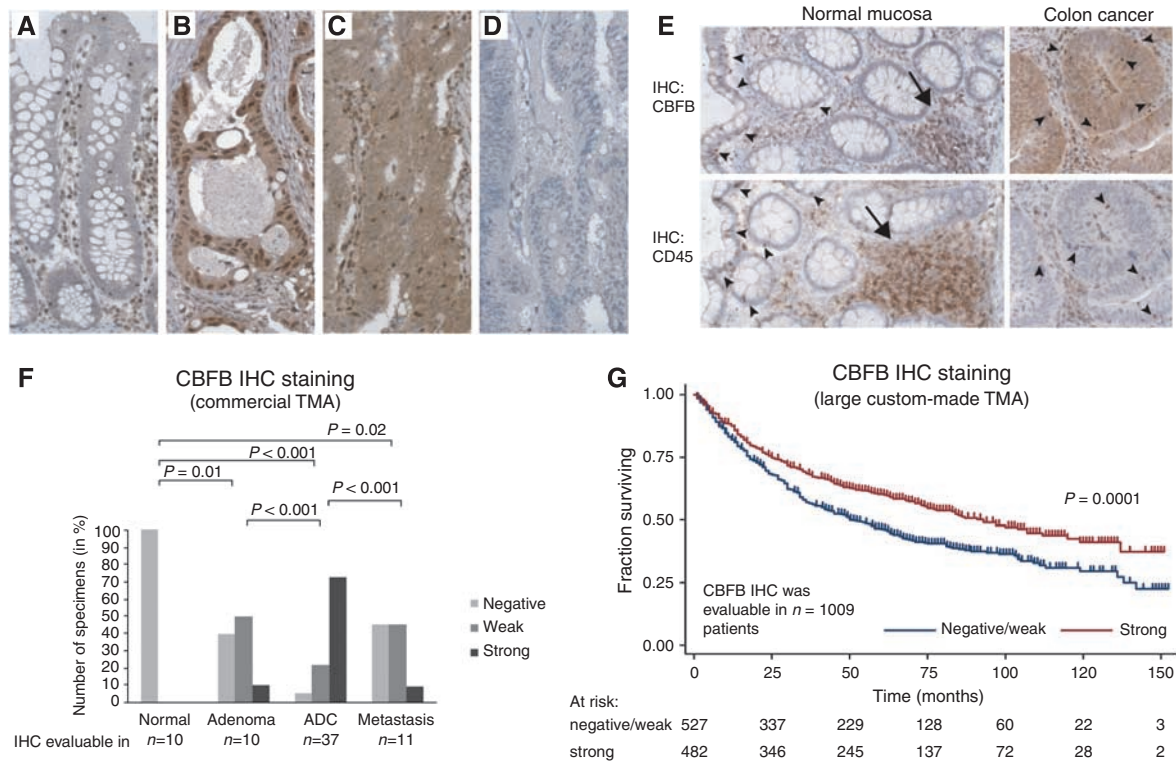 A
B
C
D
E
Normal mucosa
Colon cancer
IHC:
CBFB
IHC:
CD45
F
CBFB IHC staining
(commercial TMA)
P = 0.02
P < 0.001
P = 0.01
P < 0.001
P < 0.001
Number of specimens (in %)
100
90
80
70
60
50
40
30
20
10
0
Negative
Weak
Strong
Normal Adenoma ADC Metastasis
IHC evaluable in n=10 n=10 n=37 n=11
G
CBFB IHC staining
(large custom-made TMA)
Fraction surviving
1.00
0.75
0.50
0.25
0.00
P = 0.0001
CBFB IHC was
evaluable in n = 1009
patients
Negative/weak Strong
0 25 50 75 100 125 150
Time (months)
At risk:
negative/weak 527 337 229 128 60 22 3
strong 482 346 245 137 72 28 2